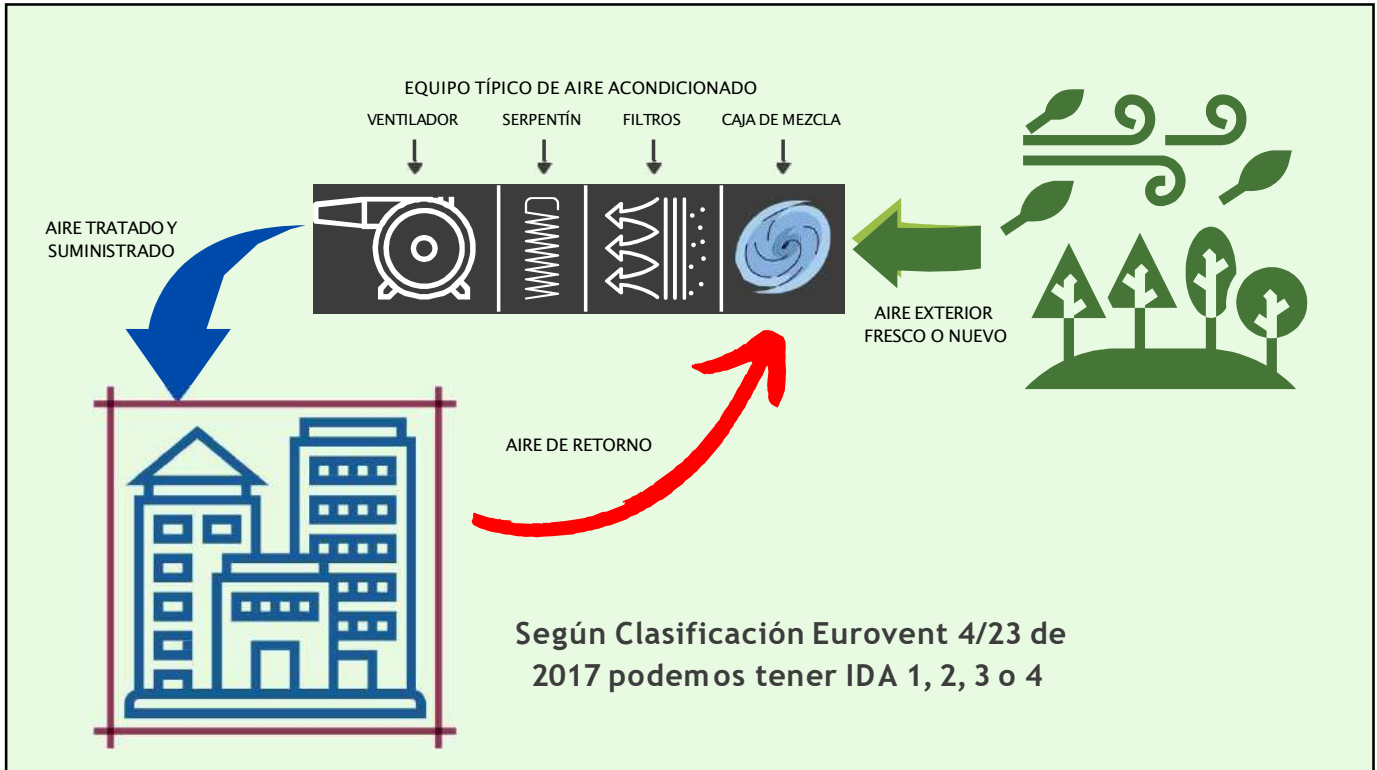 EQUIPO TÍPICO DE AIRE ACONDICIONADO
VENTILADOR
SERPENTÍN
FILTROS
CAJA DE MEZCLA
AIRE TRATADO Y
SUMINISTRADO
AIRE EXTERIOR
FRESCO O NUEVO
AIRE DE RETORNO
Según Clasificación Eurovent 4/23 de
2017 podemos tener IDA 1, 2, 3 o 4